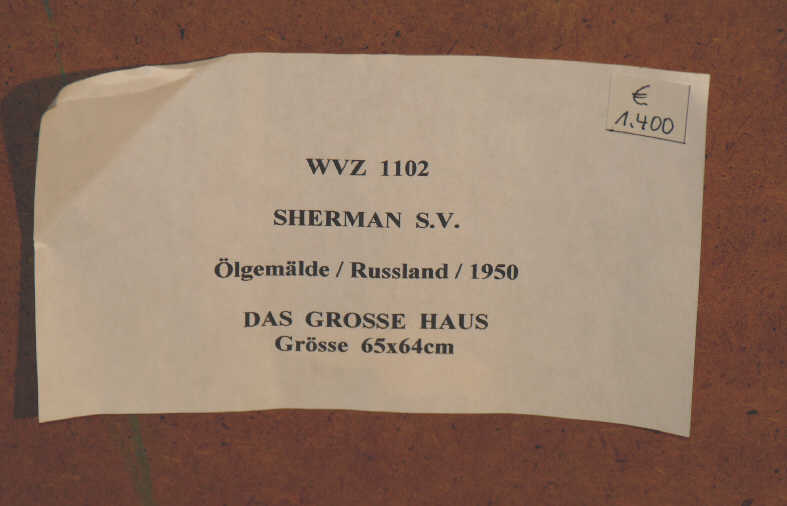 €
1.400
WVZ 1102
SHERMAN S.V.
Ölgemälde / Russland / 1950
DAS GROSSE HAUS
Grösse 65x64cm